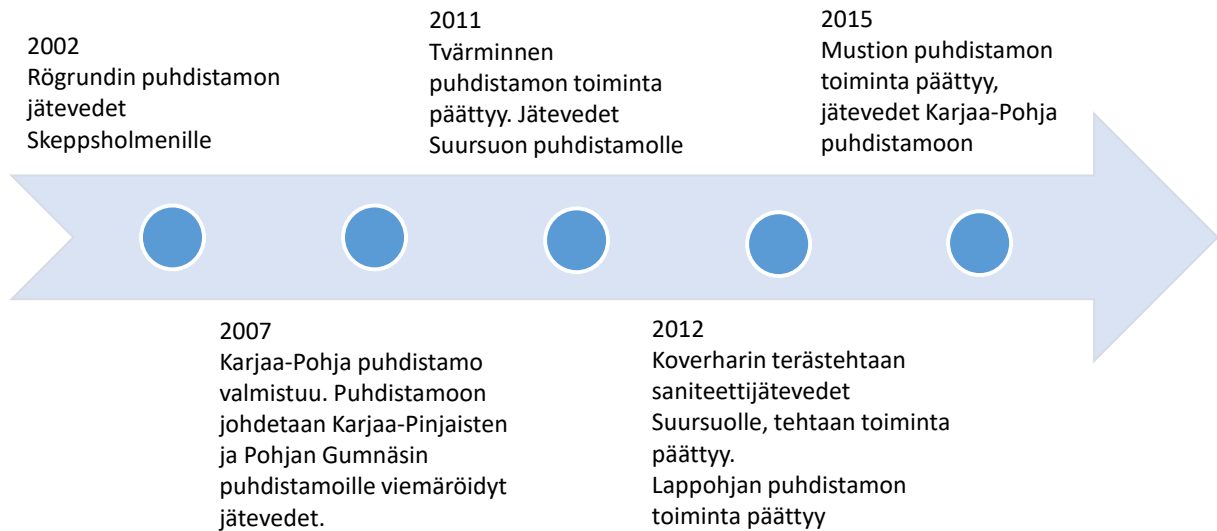 2002
Rögrundin puhdistamon
jätevedet
Skeppsholmenille
2007
Karjaa-Pohja puhdistamo
valmistuu. Puhdistamoon
johdetaan Karjaa-Pinjaisten
ja Pohjan Gumnäsin
puhdistamoille viemäröidyt
jätevedet.
2011
Tvärminnen
puhdistamon toiminta
päättyy. Jätevedet
Suursuon puhdistamolle
2012
Koverharin terästehtaan
saniteettijätevedet
Suursuolle, tehtaan toiminta
päättyy.
Lappohjan puhdistamon
toiminta päättyy
2015
Mustion puhdistamon
toiminta päättyy,
jätevedet Karjaa-Pohja
puhdistamoon